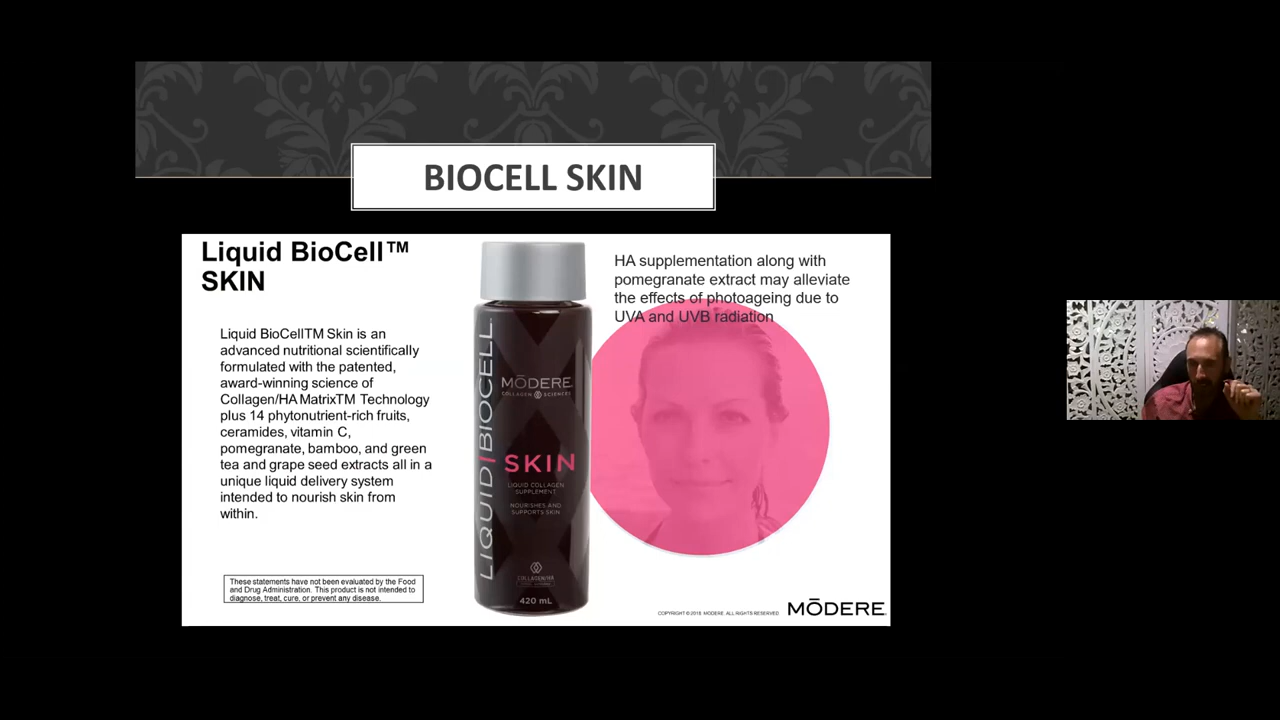 BIOCELL SKIN
Liquid BioCell™
SKIN
Liquid BioCellTM Skin is an
advanced nutritional scientifically
formulated with the patented,
award-winning science of
Collagen/HA MatrixTM Technology
plus 14 phytonutrient-rich fruits,
ceramides, vitamin C,
pomegranate, bamboo, and green
tea and grape seed extracts all in a
unique liquid delivery system
intended to nourish skin from
within.
These statements have not been evaluated by the Food
and Drug Administration. This product is not intended to
diagnose, treat, cure, or prevent any disease.
LIQUID|BIOCELL
MŌDERE
COLLAGEN SCIENCES
SKIN
LIQUID COLLAGEN
SUPPLEMENT
NOURISHES AND
SUPPORTS SKIN
COLLAGEN/HA
420 mL
HA supplementation along with
pomegranate extract may alleviate
the effects of photoageing due to
UVA and UVB radiation
COPYRIGHT © 2018 MODERE. ALL RIGHTS RESERVED
MŌDERE